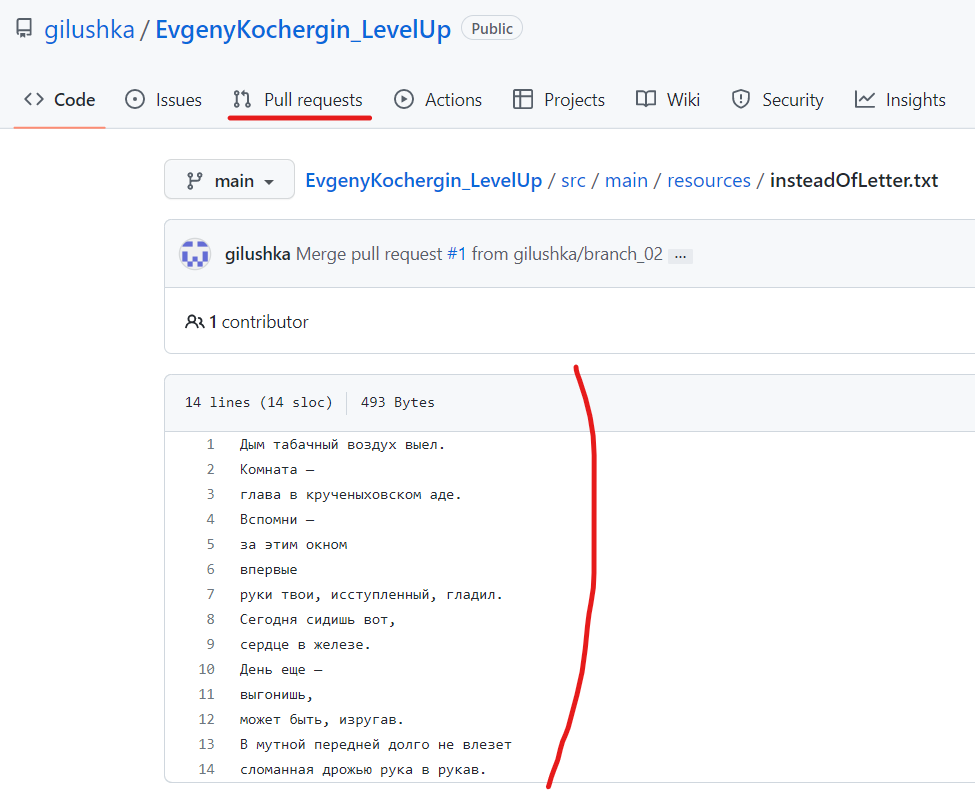 gilushka / EvgenyKochergin_LevelUp Public
Code Issues Pull requests Actions Projects Wiki Security Insights
main EvgenyKochergin_LevelUp / src / main / resources / insteadOfLetter.txt
gilushka Merge pull request #1 from gilushka/branch_02 ...
1 contributor
14 lines (14 sloc) 493 Bytes
1 Дым табачный воздух выел.
2 Комната —
3 глава в крученыховском аде.
4 Вспомни —
5 за этим окном
6 впервые
7 руки твои, исступленный, гладил.
8 Сегодня сидишь вот,
9 сердце в железе.
10 День еще —
11 выгонишь,
12 может быть, изругав.
13 В мутной передней долго не влезет
14 сломанная дрожью рука в рукав.